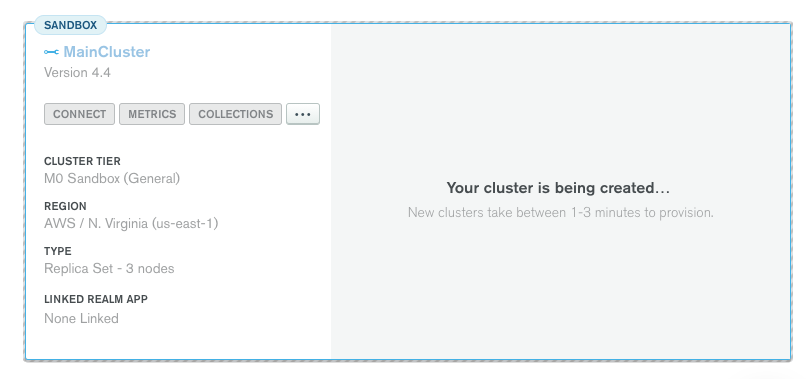 SANDBOX
MainCluster
Version 4.4
CONNECT METRICS COLLECTIONS ...
CLUSTER TIER
M0 Sandbox (General)
REGION
AWS / N. Virginia (us-east-1)
TYPE
Replica Set - 3 nodes
LINKED REALM APP
None Linked
Your cluster is being created...
New clusters take between 1-3 minutes to provision.